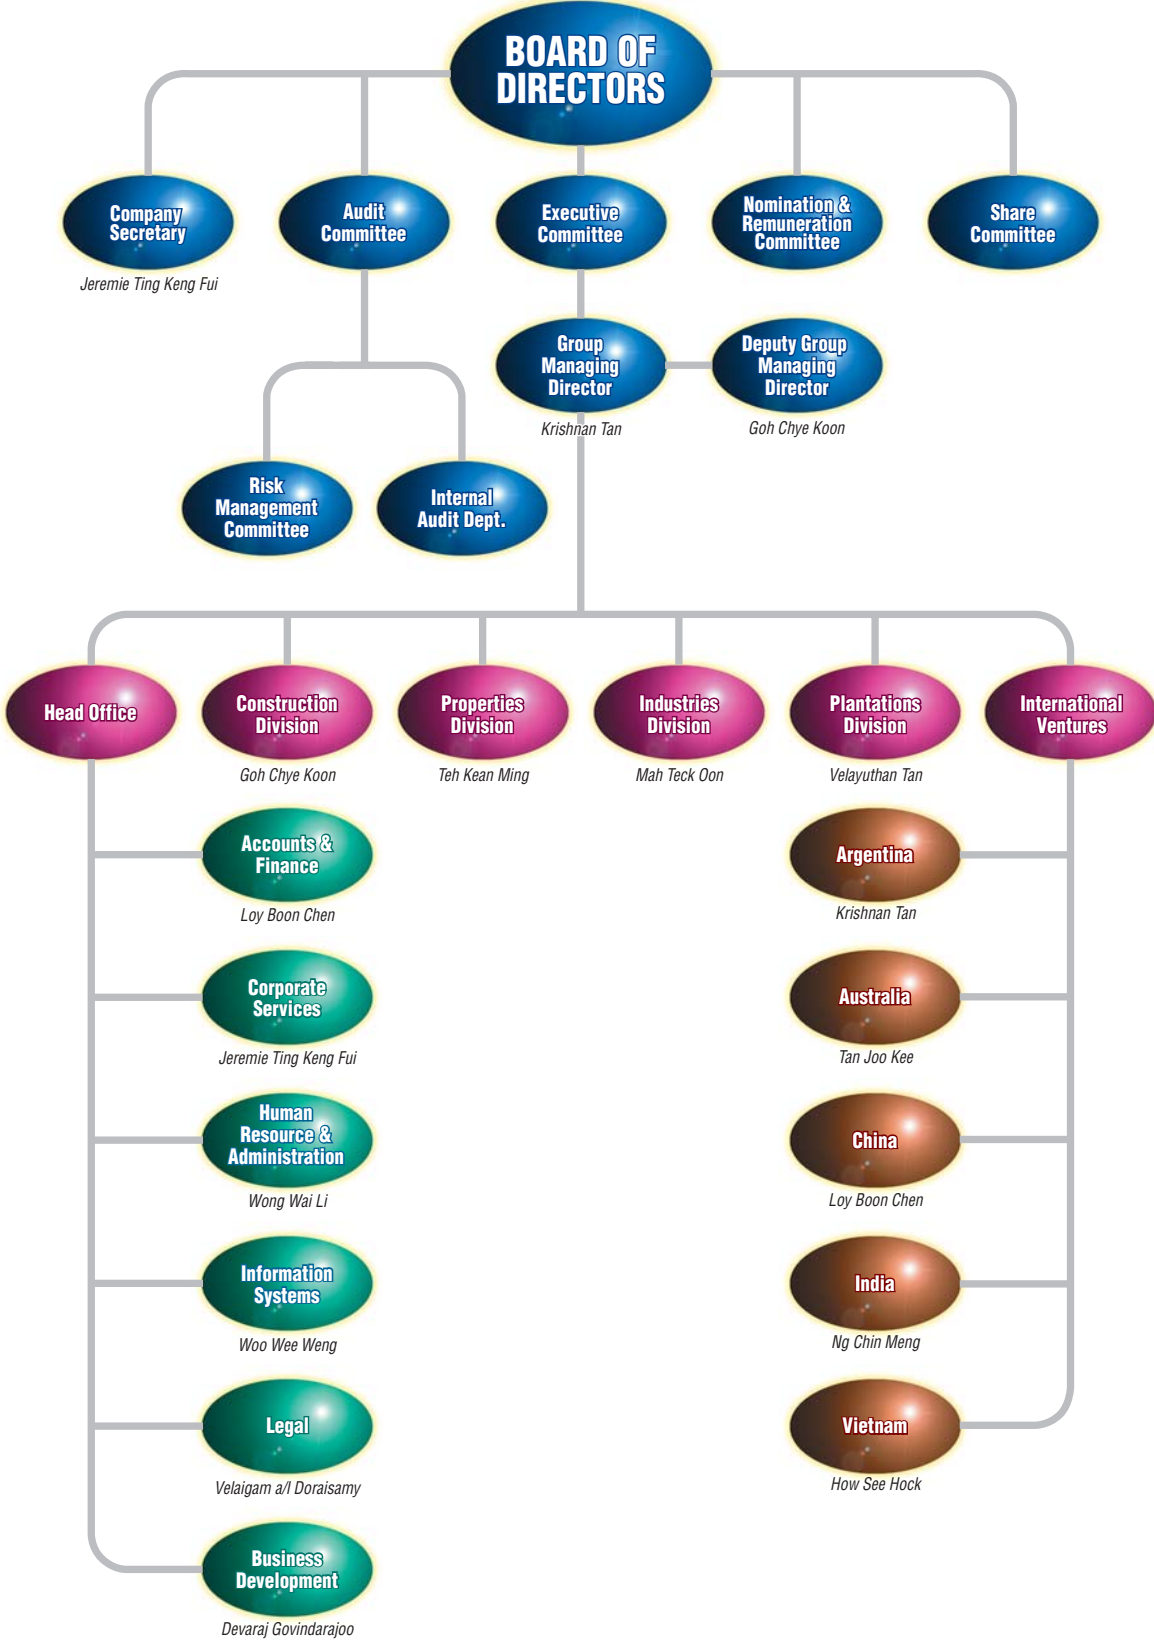 BOARD OF
DIRECTORS
Company
Secretary
Jeremie Ting Keng Fui
Audit
Committee
Executive
Committee
Nomination &
Remuneration
Committee
Share
Committee
Group
Managing
Director
Krishnan Tan
Deputy Group
Managing
Director
Goh Chye Koon
Risk
Management
Committee
Internal
Audit Dept.
Head Office
Construction
Division
Goh Chye Koon
Properties
Division
Teh Kean Ming
Industries
Division
Mah Teck Oon
Plantations
Division
Velayuthan Tan
International
Ventures
Accounts &
Finance
Loy Boon Chen
Argentina
Krishnan Tan
Corporate
Services
Jeremie Ting Keng Fui
Australia
Tan Joo Kee
Human
Resource &
Administration
Wong Wai Li
China
Loy Boon Chen
Information
Systems
Woo Wee Weng
India
Ng Chin Meng
Legal
Velaigam a/l Doraisamy
Vietnam
How See Hock
Business
Development
Devaraj Govindarajoo